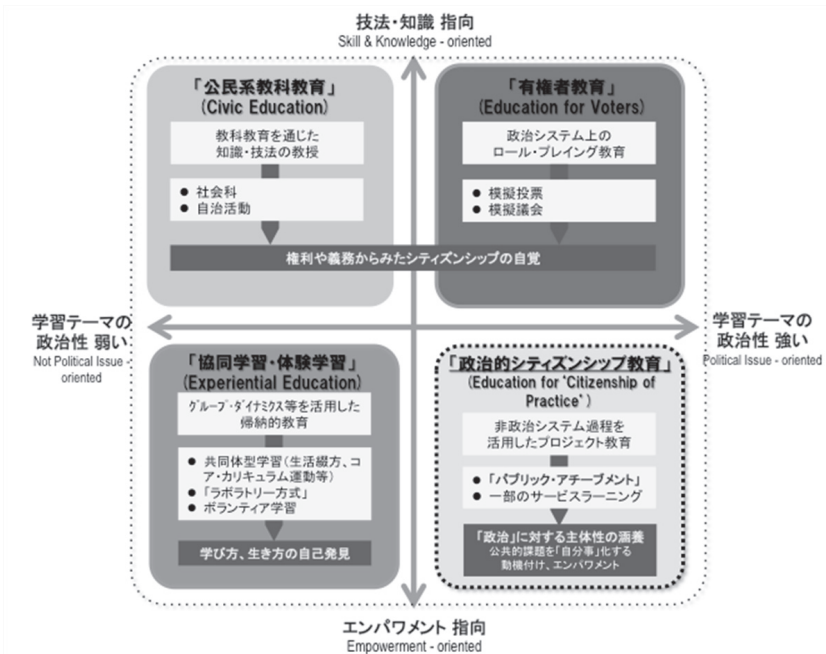 技法・知識 指向
Skill & Knowledge - oriented
「公民系教科教育」
(Civic Education)
教科教育を通じた
知識・技法の教授
● 社会科
● 自治活動
「有権者教育」
(Education for Voters)
政治システム上の
ロール・プレイング教育
● 模擬投票
● 模擬議会
権利や義務からみたシティズンシップの自覚
学習テーマの
政治性 弱い
Not Political Issue -
oriented
学習テーマの
政治性 強い
Political Issue - oriented
「協同学習・体験学習」
(Experiential Education)
グループ・ダイナミクス等を活用した
帰納的教育
● 共同体型学習(生活綴方、コ
ア・カリキュラム運動等)
● 「ラボラトリー方式」
● ボランティア学習
学び方、生き方の自己発見
「政治的シティズンシップ教育」
(Education for "Citizenship of
Practice")
非政治システム過程を
活用したプロジェクト教育
● 「パブリック・アチーブメント」
● 一部のサービスラーニング
「政治」に対する主体性の涵養
公共的課題を「自分事」化する
動機付け、エンパワメント
エンパワメント 指向
Empowerment - oriented